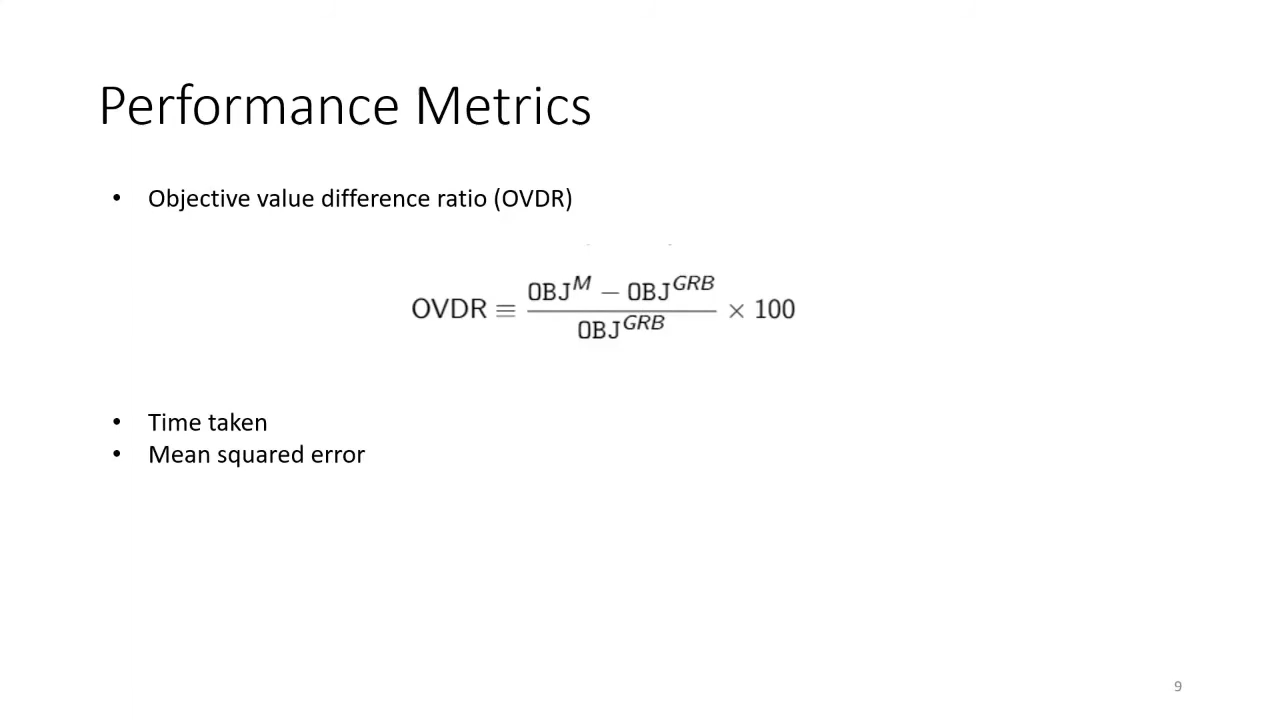 Performance Metrics
• Objective value difference ratio (OVDR)
OVDR ≡ (OBJ^M − OBJ^GRB) / OBJ^GRB × 100
• Time taken
• Mean squared error
9